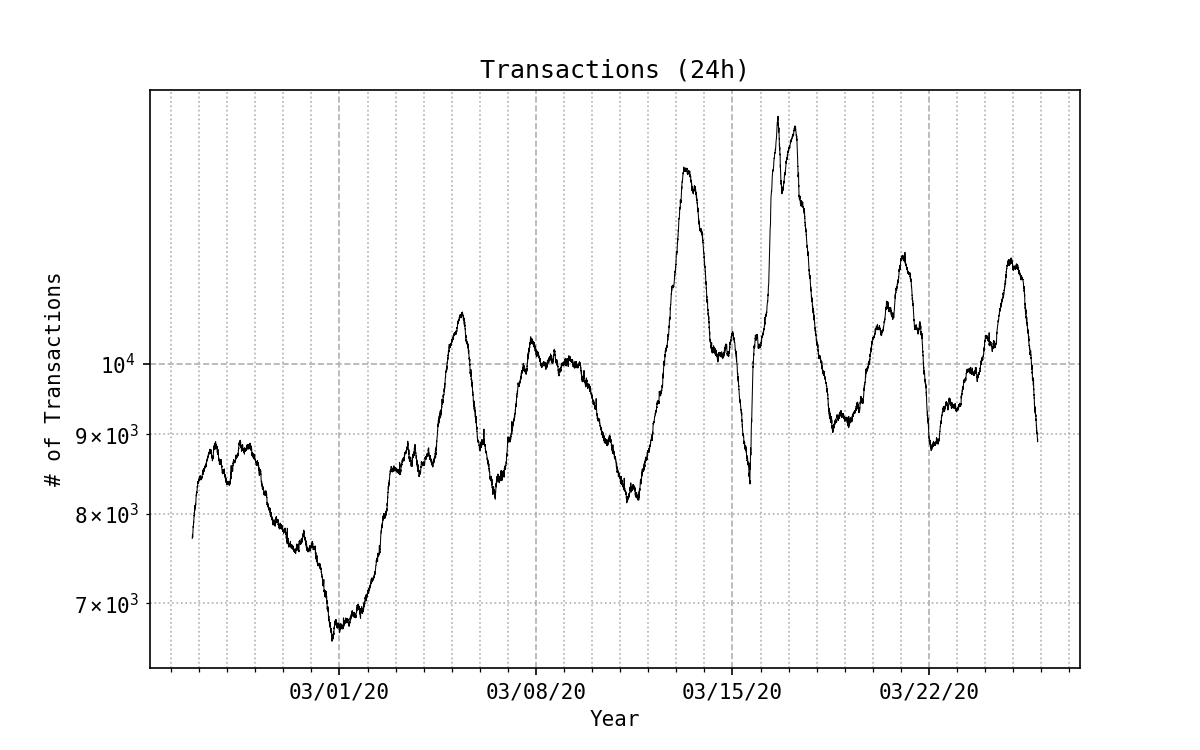 Transactions (24h)
# of Transactions
10⁴
9×10³
8×10³
7×10³
03/01/20 03/08/20 03/15/20 03/22/20
Year